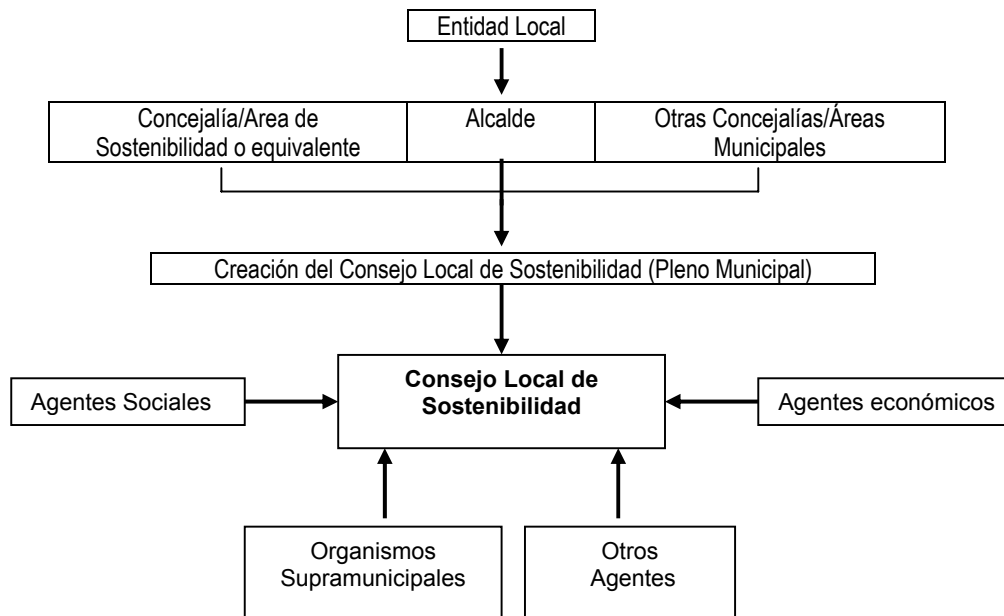 Entidad Local
Concejalía/Area de
Sostenibilidad o equivalente
Alcalde
Otras Concejalías/Áreas
Municipales
Creación del Consejo Local de Sostenibilidad (Pleno Municipal)
Consejo Local de
Sostenibilidad
Agentes Sociales
Agentes económicos
Organismos
Supramunicipales
Otros
Agentes